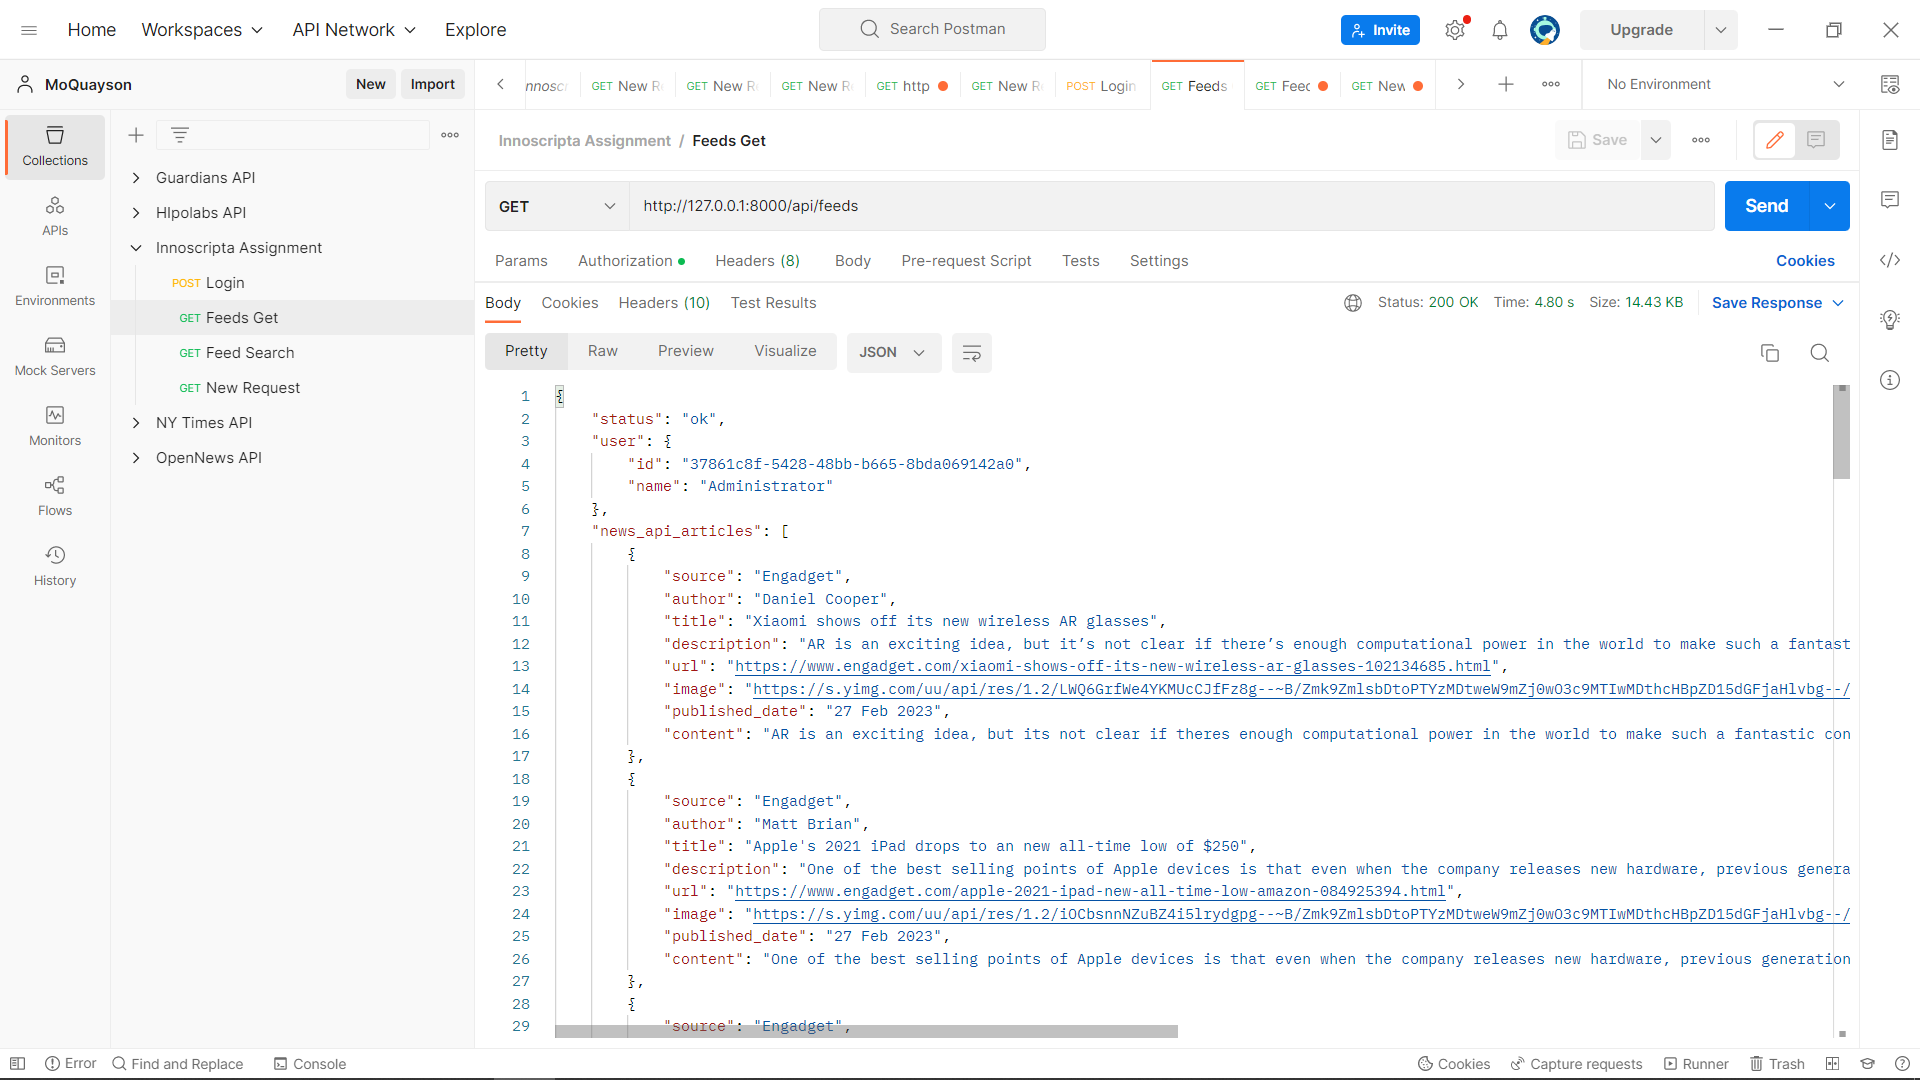 Home Workspaces API Network Explore Search Postman Invite Upgrade
MoQuayson New Import
GET New R GET New R GET New R GET http GET New R POST Login GET Feeds GET Feec GET New No Environment
Collections
APIs
Environments
Mock Servers
Monitors
Flows
History
Guardians API
HIpolabs API
Innoscripta Assignment
POST Login
GET Feeds Get
GET Feed Search
GET New Request
NY Times API
OpenNews API
Innoscripta Assignment / Feeds Get Save
GET http://127.0.0.1:8000/api/feeds Send
Params Authorization Headers (8) Body Pre-request Script Tests Settings Cookies
Body Cookies Headers (10) Test Results Status: 200 OK Time: 4.80 s Size: 14.43 KB Save Response
Pretty Raw Preview Visualize JSON
1 {
2 "status": "ok",
3 "user": {
4 "id": "37861c8f-5428-48bb-b665-8bda069142a0",
5 "name": "Administrator"
6 },
7 "news_api_articles": [
8 {
9 "source": "Engadget",
10 "author": "Daniel Cooper",
11 "title": "Xiaomi shows off its new wireless AR glasses",
12 "description": "AR is an exciting idea, but it’s not clear if there’s enough computational power in the world to make such a fantast
13 "url": "https://www.engadget.com/xiaomi-shows-off-its-new-wireless-ar-glasses-102134685.html",
14 "image": "https://s.yimg.com/uu/api/res/1.2/LWQ6GrfWe4YKMUcCJfFz8g--~B/Zmk9ZmlsbDtoPTYzMDtweW9mZj0wO3c9MTIwMDthcHBpZD15dGFjaHlvbg--/
15 "published_date": "27 Feb 2023",
16 "content": "AR is an exciting idea, but its not clear if theres enough computational power in the world to make such a fantastic con
17 },
18 {
19 "source": "Engadget",
20 "author": "Matt Brian",
21 "title": "Apple's 2021 iPad drops to an new all-time low of $250",
22 "description": "One of the best selling points of Apple devices is that even when the company releases new hardware, previous genera
23 "url": "https://www.engadget.com/apple-2021-ipad-new-all-time-low-amazon-084925394.html",
24 "image": "https://s.yimg.com/uu/api/res/1.2/iOCbsnnNZuBZ4i5lrydgpg--~B/Zmk9ZmlsbDtoPTYzMDtweW9mZj0wO3c9MTIwMDthcHBpZD15dGFjaHlvbg--/
25 "published_date": "27 Feb 2023",
26 "content": "One of the best selling points of Apple devices is that even when the company releases new hardware, previous generation
27 },
28 {
29 "source": "Engadget",
Error Find and Replace Console Cookies Capture requests Runner Trash